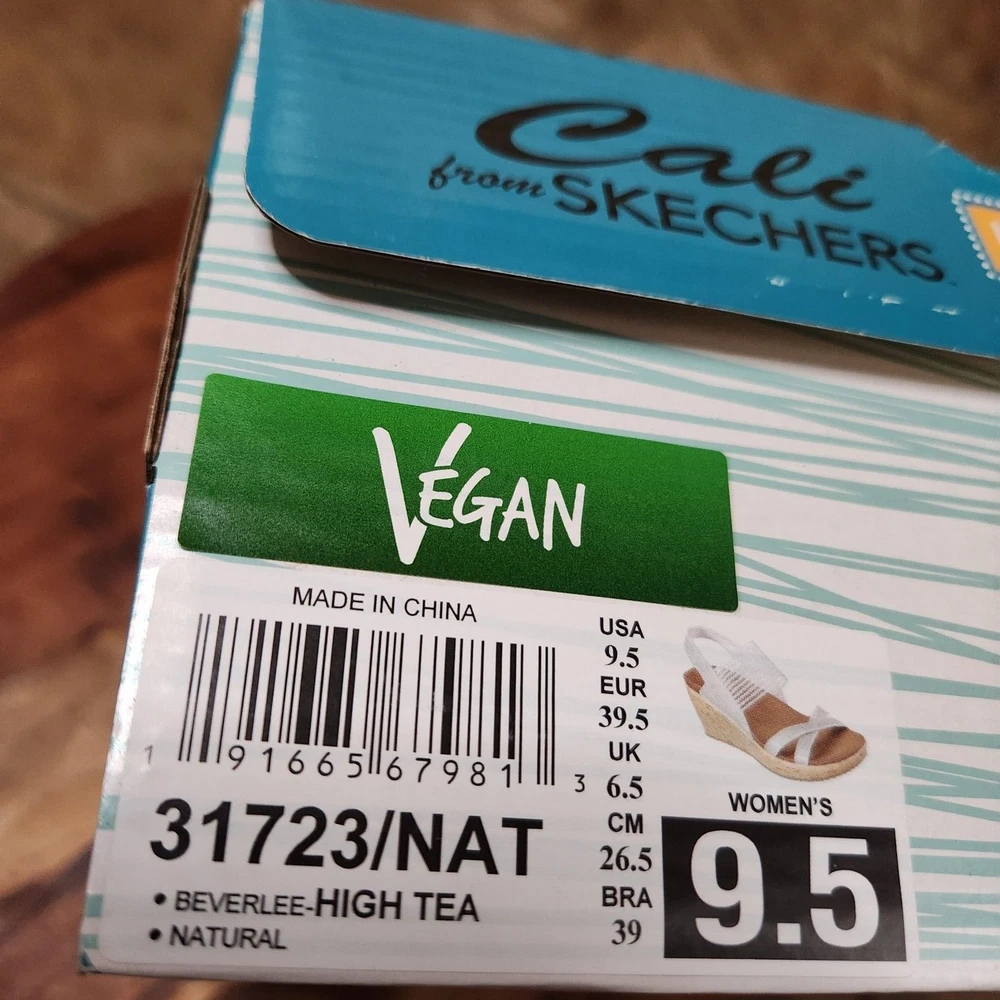 Cali
from SKECHERS
VEGAN
MADE IN CHINA
1 91665 67981 3
31723/NAT
• BEVERLEE-HIGH TEA
• NATURAL
USA
9.5
EUR
39.5
UK
6.5
CM
26.5
BRA
39
WOMEN'S
9.5